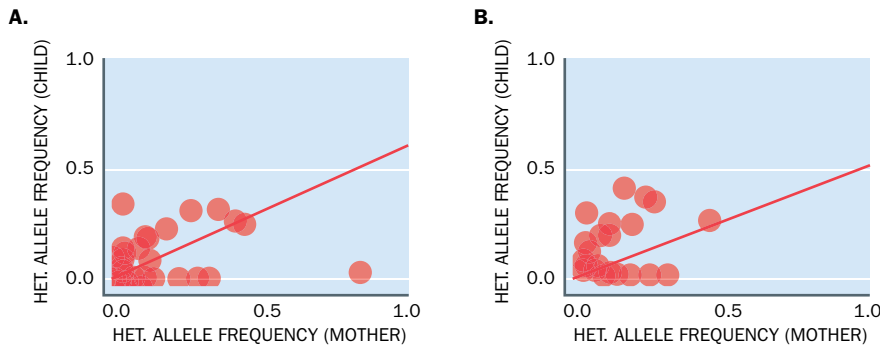 A.
HET. ALLELE FREQUENCY (CHILD)
1.0
0.5
0.0
0.0 0.5 1.0
HET. ALLELE FREQUENCY (MOTHER)
B.
HET. ALLELE FREQUENCY (CHILD)
1.0
0.5
0.0
0.0 0.5 1.0
HET. ALLELE FREQUENCY (MOTHER)